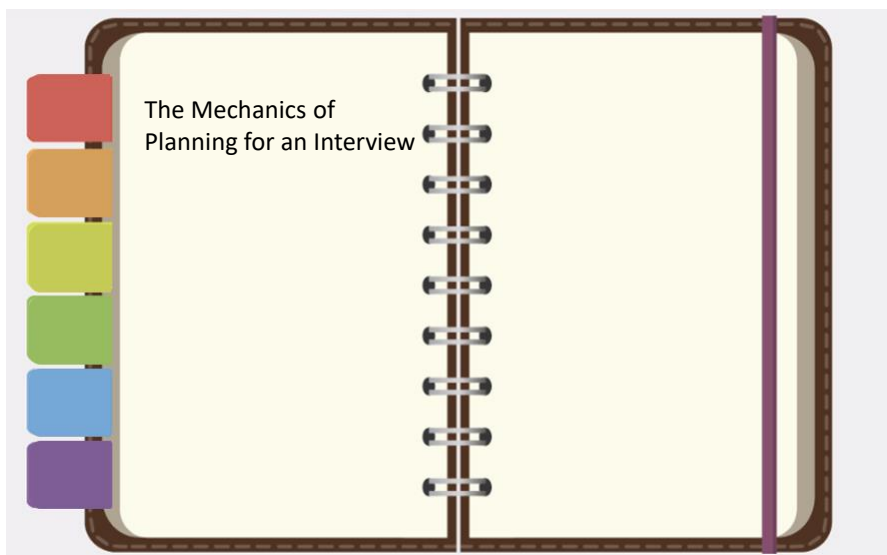 The Mechanics of
Planning for an Interview